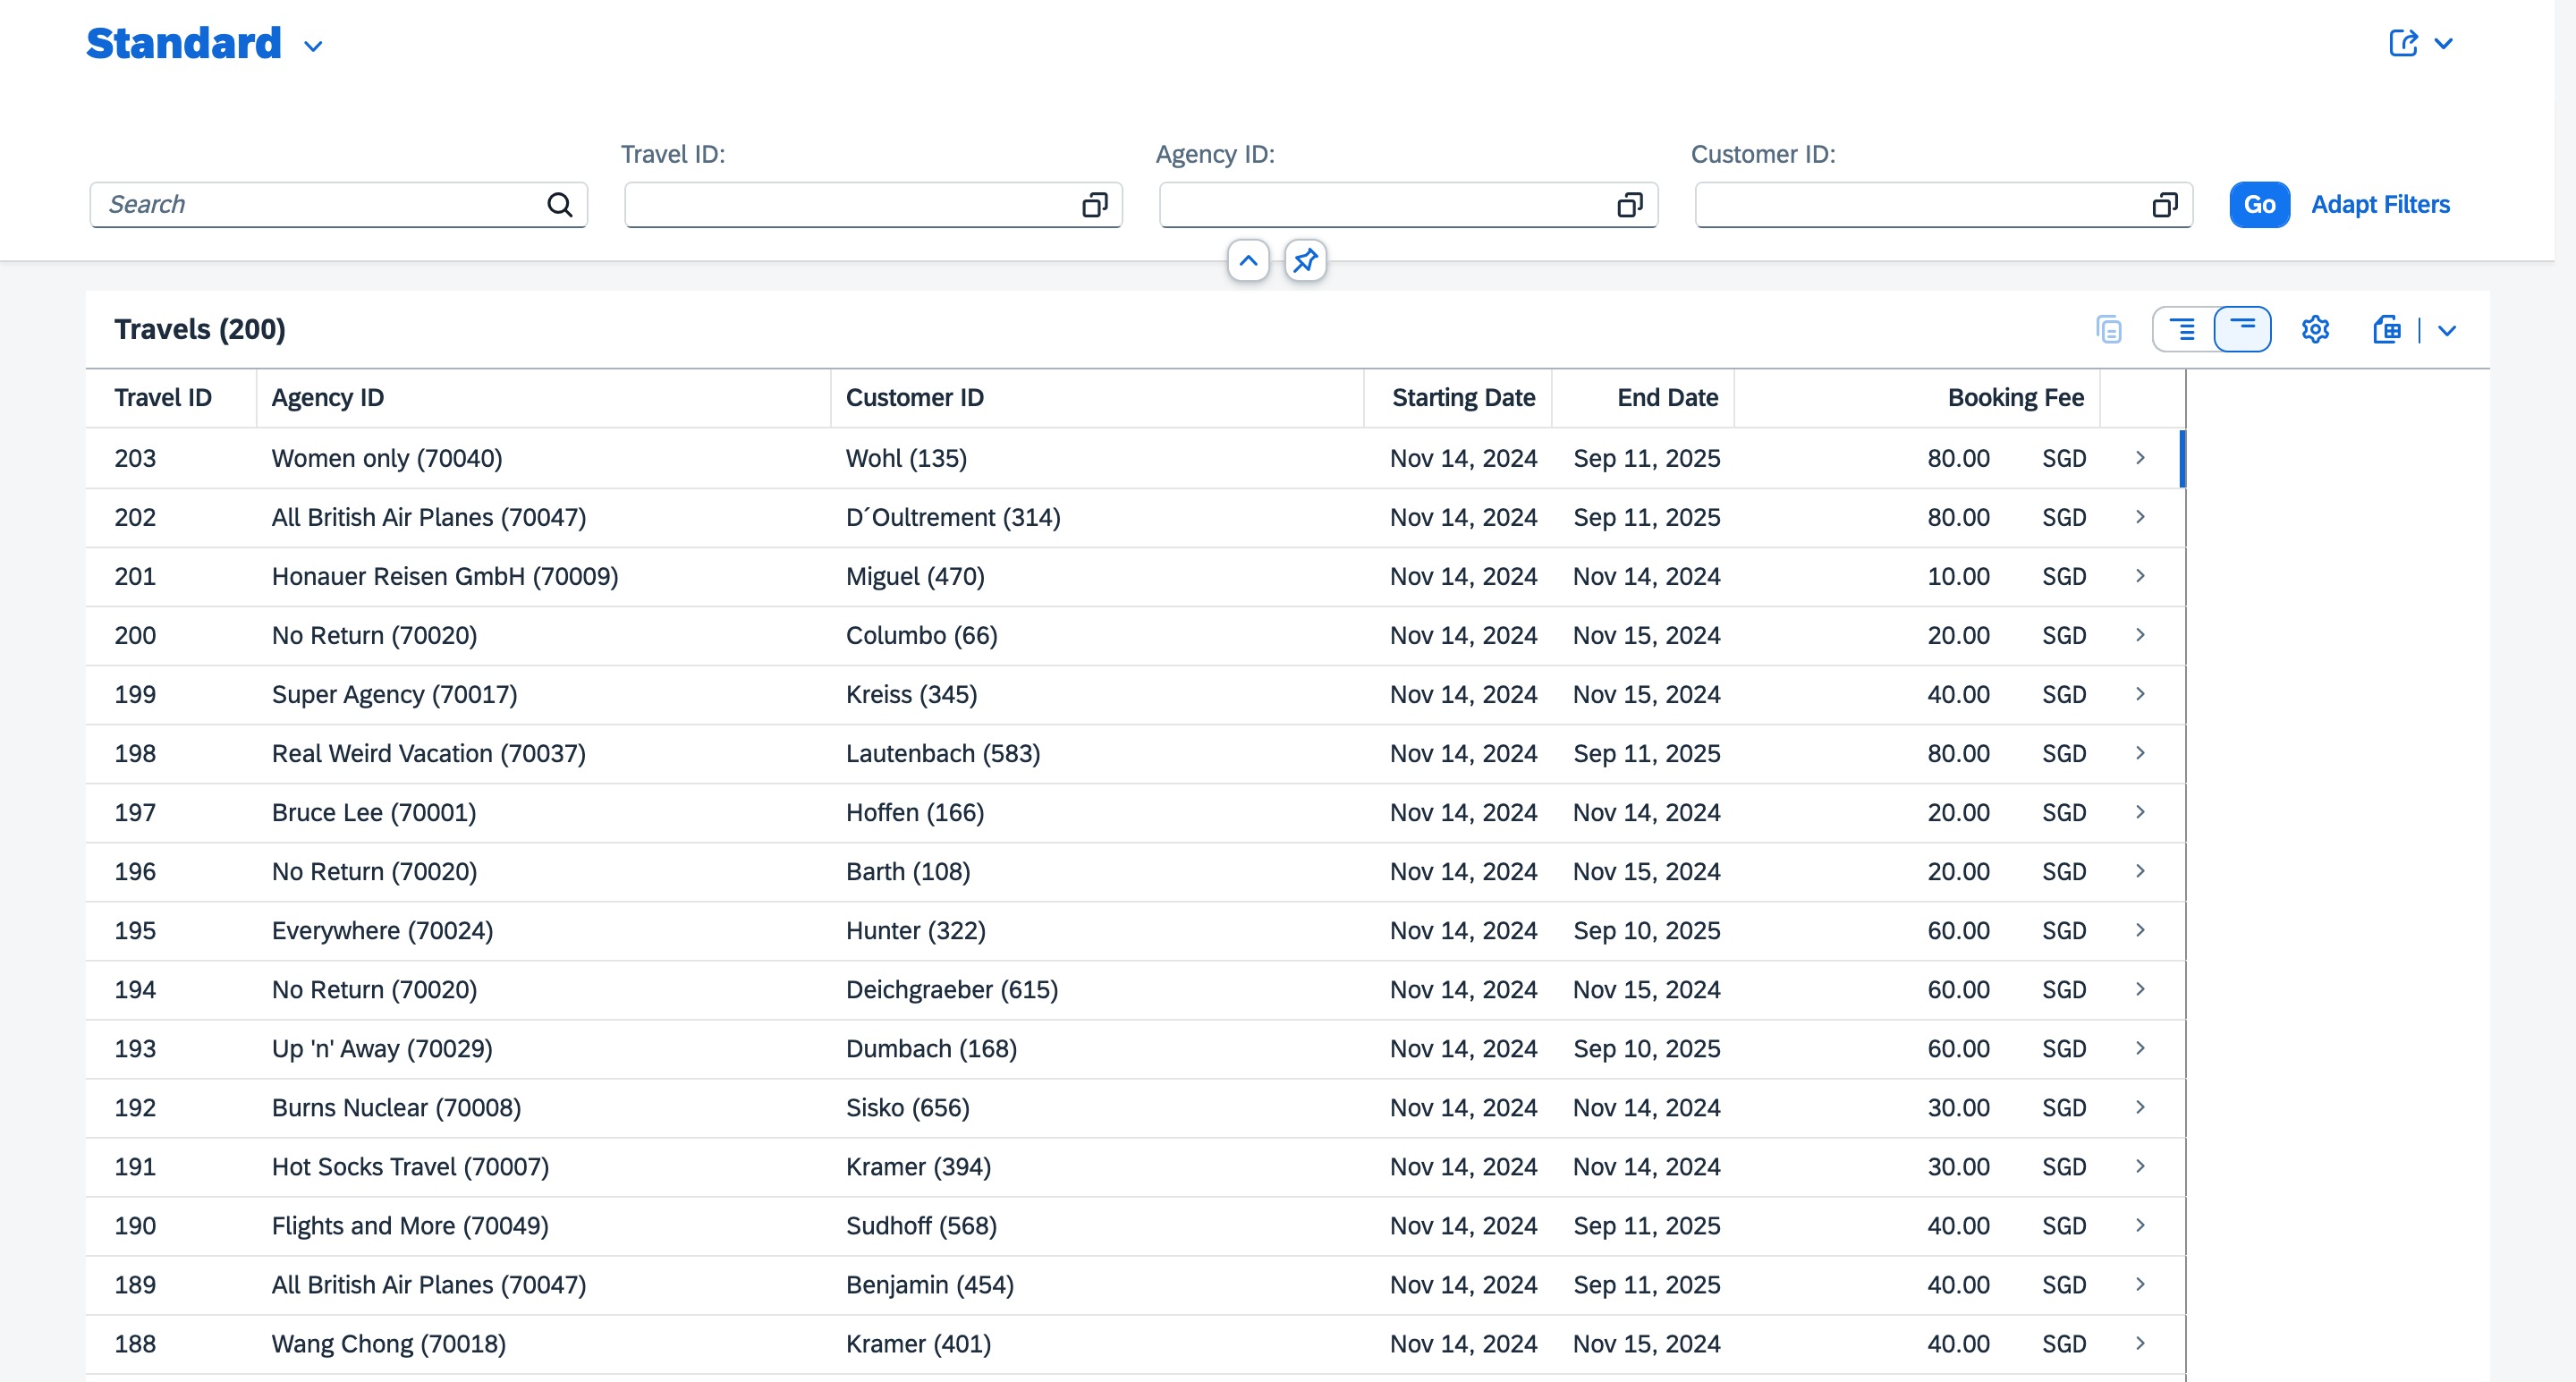 Standard
Travel ID: Agency ID: Customer ID:
Search Go Adapt Filters
Travels (200)
Travel ID Agency ID Customer ID Starting Date End Date Booking Fee
203 Women only (70040) Wohl (135) Nov 14, 2024 Sep 11, 2025 80.00 SGD
202 All British Air Planes (70047) D´Oultrement (314) Nov 14, 2024 Sep 11, 2025 80.00 SGD
201 Honauer Reisen GmbH (70009) Miguel (470) Nov 14, 2024 Nov 14, 2024 10.00 SGD
200 No Return (70020) Columbo (66) Nov 14, 2024 Nov 15, 2024 20.00 SGD
199 Super Agency (70017) Kreiss (345) Nov 14, 2024 Nov 15, 2024 40.00 SGD
198 Real Weird Vacation (70037) Lautenbach (583) Nov 14, 2024 Sep 11, 2025 80.00 SGD
197 Bruce Lee (70001) Hoffen (166) Nov 14, 2024 Nov 14, 2024 20.00 SGD
196 No Return (70020) Barth (108) Nov 14, 2024 Nov 15, 2024 20.00 SGD
195 Everywhere (70024) Hunter (322) Nov 14, 2024 Sep 10, 2025 60.00 SGD
194 No Return (70020) Deichgraeber (615) Nov 14, 2024 Nov 15, 2024 60.00 SGD
193 Up 'n' Away (70029) Dumbach (168) Nov 14, 2024 Sep 10, 2025 60.00 SGD
192 Burns Nuclear (70008) Sisko (656) Nov 14, 2024 Nov 14, 2024 30.00 SGD
191 Hot Socks Travel (70007) Kramer (394) Nov 14, 2024 Nov 14, 2024 30.00 SGD
190 Flights and More (70049) Sudhoff (568) Nov 14, 2024 Sep 11, 2025 40.00 SGD
189 All British Air Planes (70047) Benjamin (454) Nov 14, 2024 Sep 11, 2025 40.00 SGD
188 Wang Chong (70018) Kramer (401) Nov 14, 2024 Nov 15, 2024 40.00 SGD